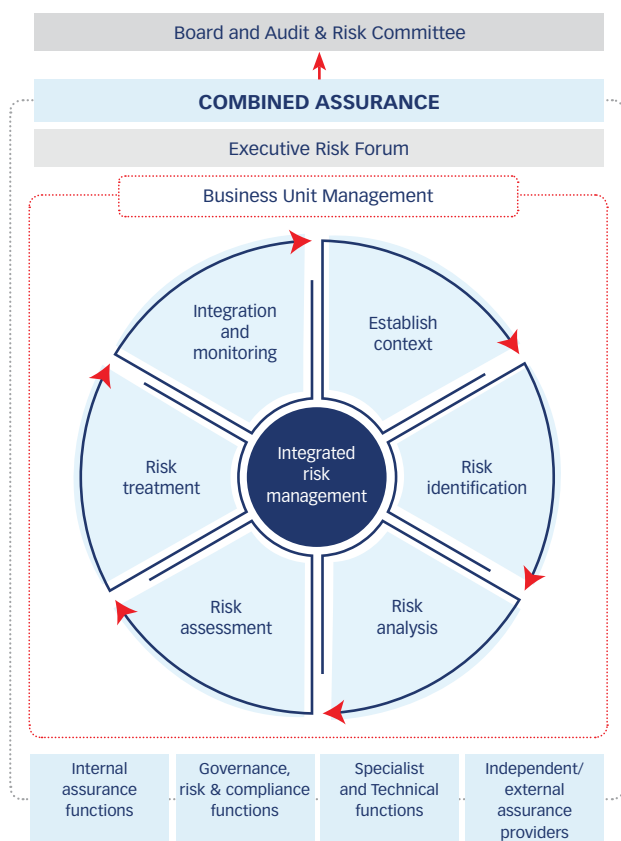 Board and Audit & Risk Committee
COMBINED ASSURANCE
Executive Risk Forum
Business Unit Management
Integration
and
monitoring
Establish
context
Risk
treatment
Integrated
risk
management
Risk
identification
Risk
assessment
Risk
analysis
Internal
assurance
functions
Governance,
risk & compliance
functions
Specialist
and Technical
functions
Independent/
external
assurance
providers